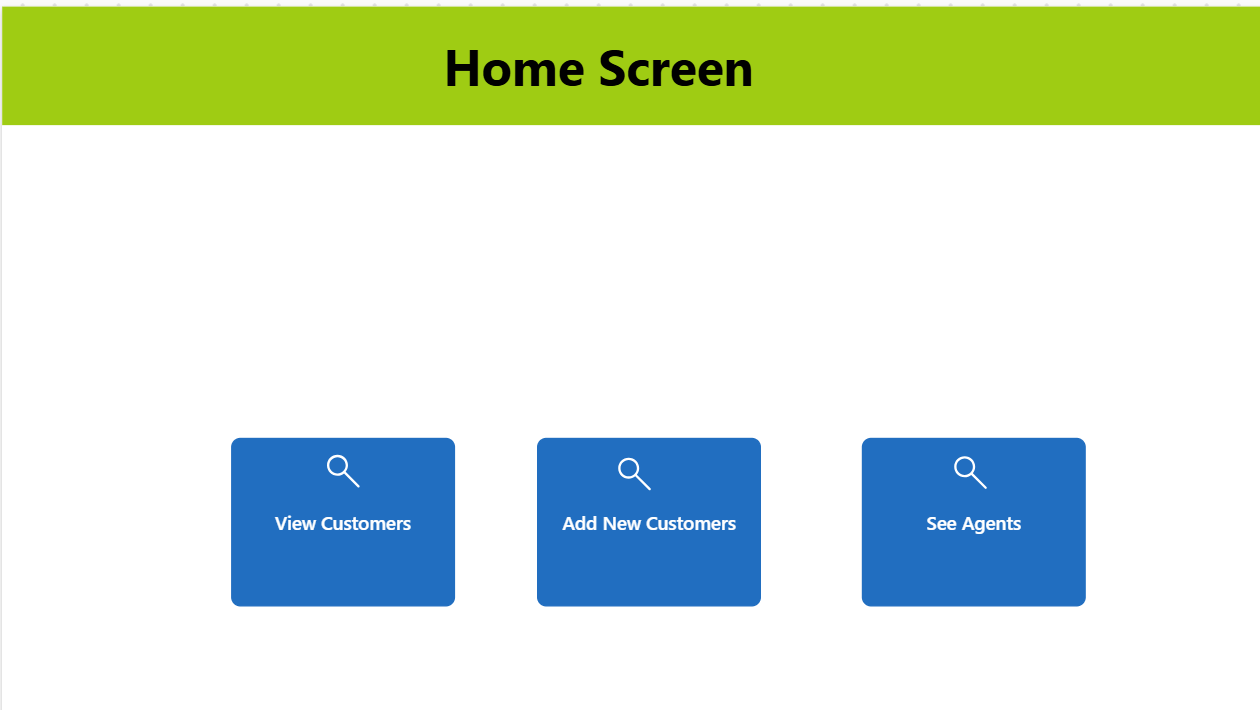 Home Screen
View Customers
Add New Customers
See Agents